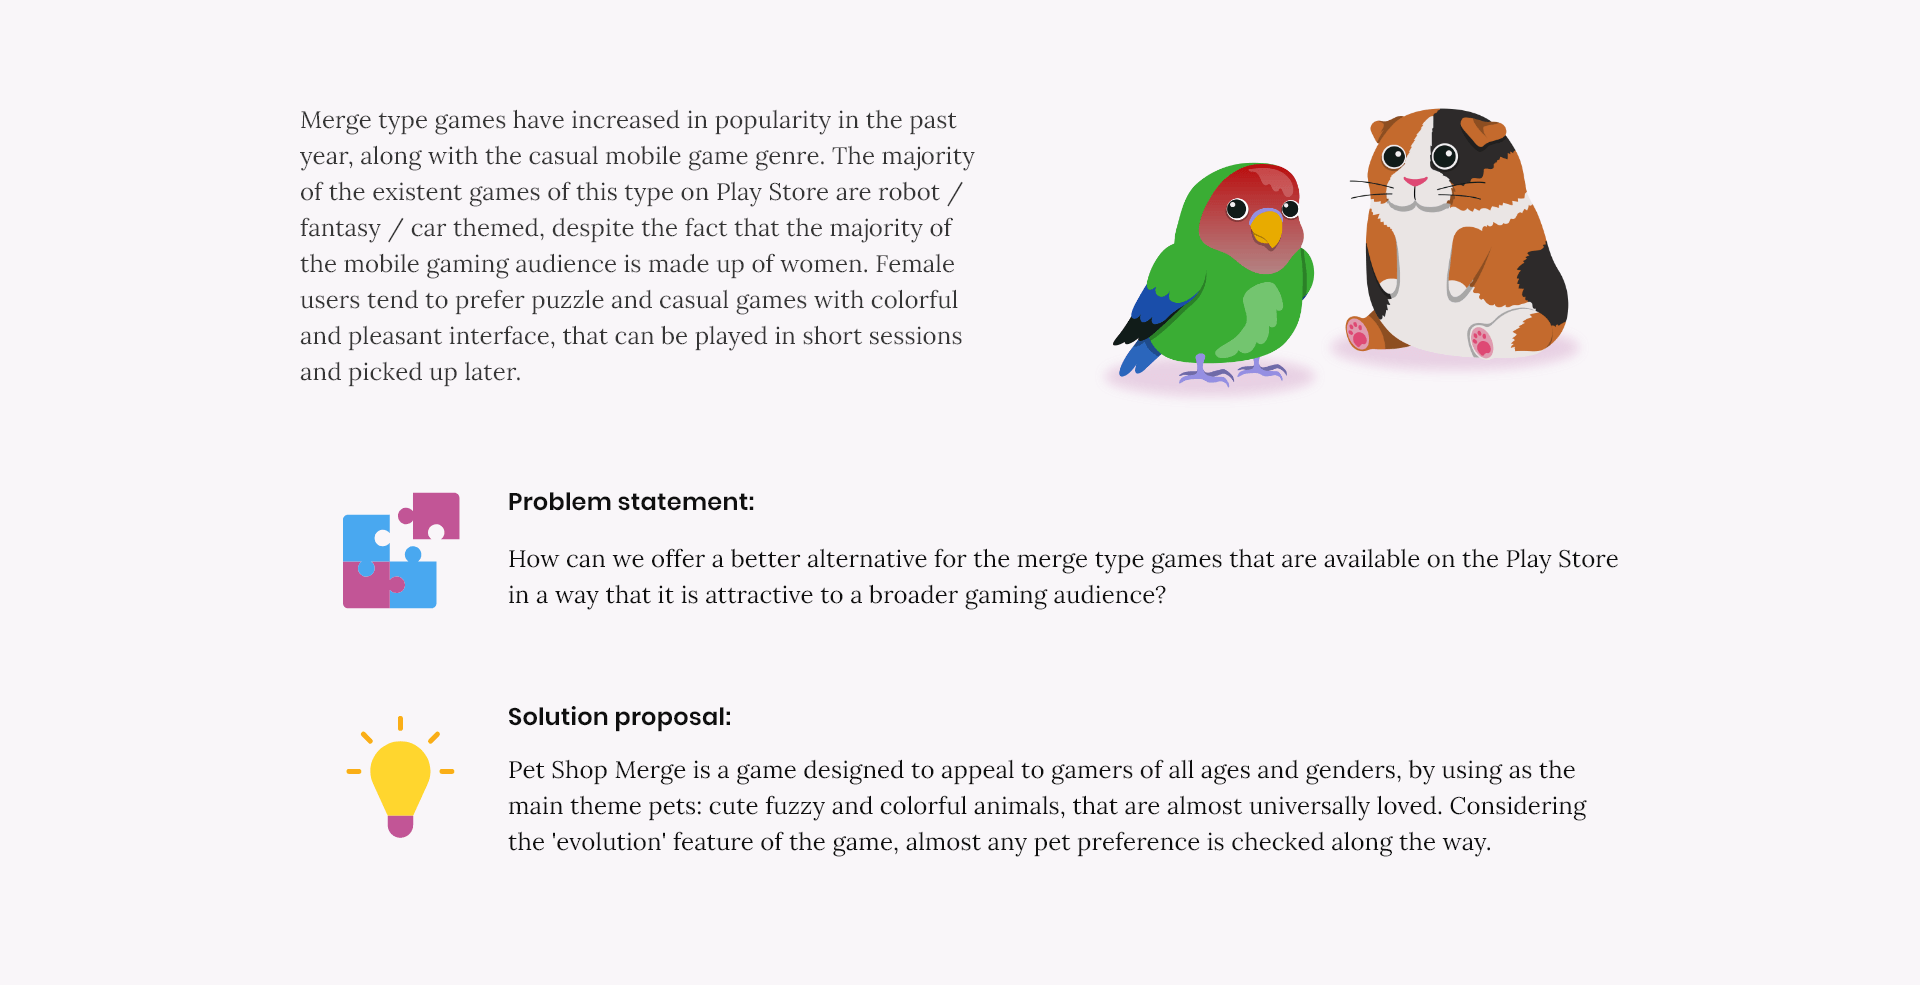 Merge type games have increased in popularity in the past
year, along with the casual mobile game genre. The majority
of the existent games of this type on Play Store are robot /
fantasy / car themed, despite the fact that the majority of
the mobile gaming audience is made up of women. Female
users tend to prefer puzzle and casual games with colorful
and pleasant interface, that can be played in short sessions
and picked up later.
Problem statement:
How can we offer a better alternative for the merge type games that are available on the Play Store
in a way that it is attractive to a broader gaming audience?
Solution proposal:
Pet Shop Merge is a game designed to appeal to gamers of all ages and genders, by using as the
main theme pets: cute fuzzy and colorful animals, that are almost universally loved. Considering
the 'evolution' feature of the game, almost any pet preference is checked along the way.